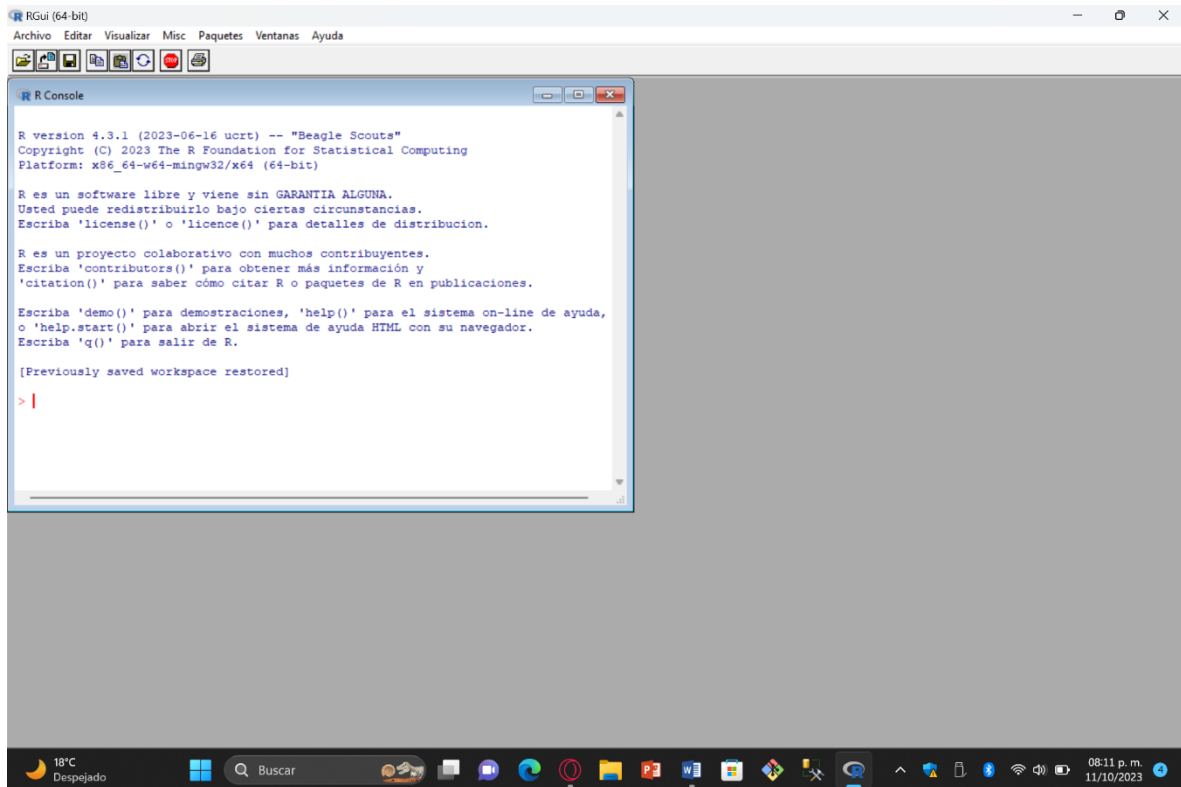 RGui (64-bit)
Archivo Editar Visualizar Misc Paquetes Ventanas Ayuda
STOP
R Console
R version 4.3.1 (2023-06-16 ucrt) -- "Beagle Scouts"
Copyright (C) 2023 The R Foundation for Statistical Computing
Platform: x86_64-w64-mingw32/x64 (64-bit)
R es un software libre y viene sin GARANTIA ALGUNA.
Usted puede redistribuirlo bajo ciertas circunstancias.
Escriba 'license()' o 'licence()' para detalles de distribucion.
R es un proyecto colaborativo con muchos contribuyentes.
Escriba 'contributors()' para obtener más información y
'citation()' para saber cómo citar R o paquetes de R en publicaciones.
Escriba 'demo()' para demostraciones, 'help()' para el sistema on-line de ayuda,
o 'help.start()' para abrir el sistema de ayuda HTML con su navegador.
Escriba 'q()' para salir de R.
[Previously saved workspace restored]
>
18°C
Despejado
Buscar
08:11 p. m.
11/10/2023
4